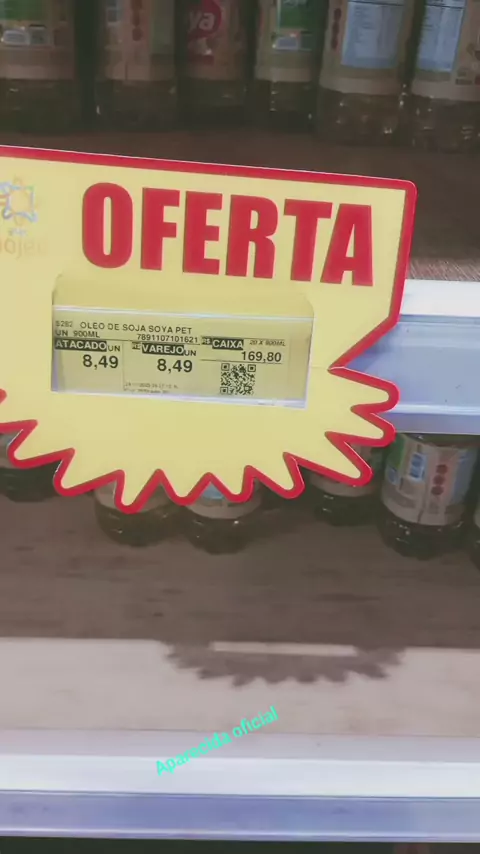 ya
OFERTA
OLEO DE SOJA SOYA PET
UN 900ML 7891107101621
ATACADO UN 8,49
R$ VAREJO UN 8,49
R$ CAIXA 20 X 900ML 169,80
Aparecida oficial